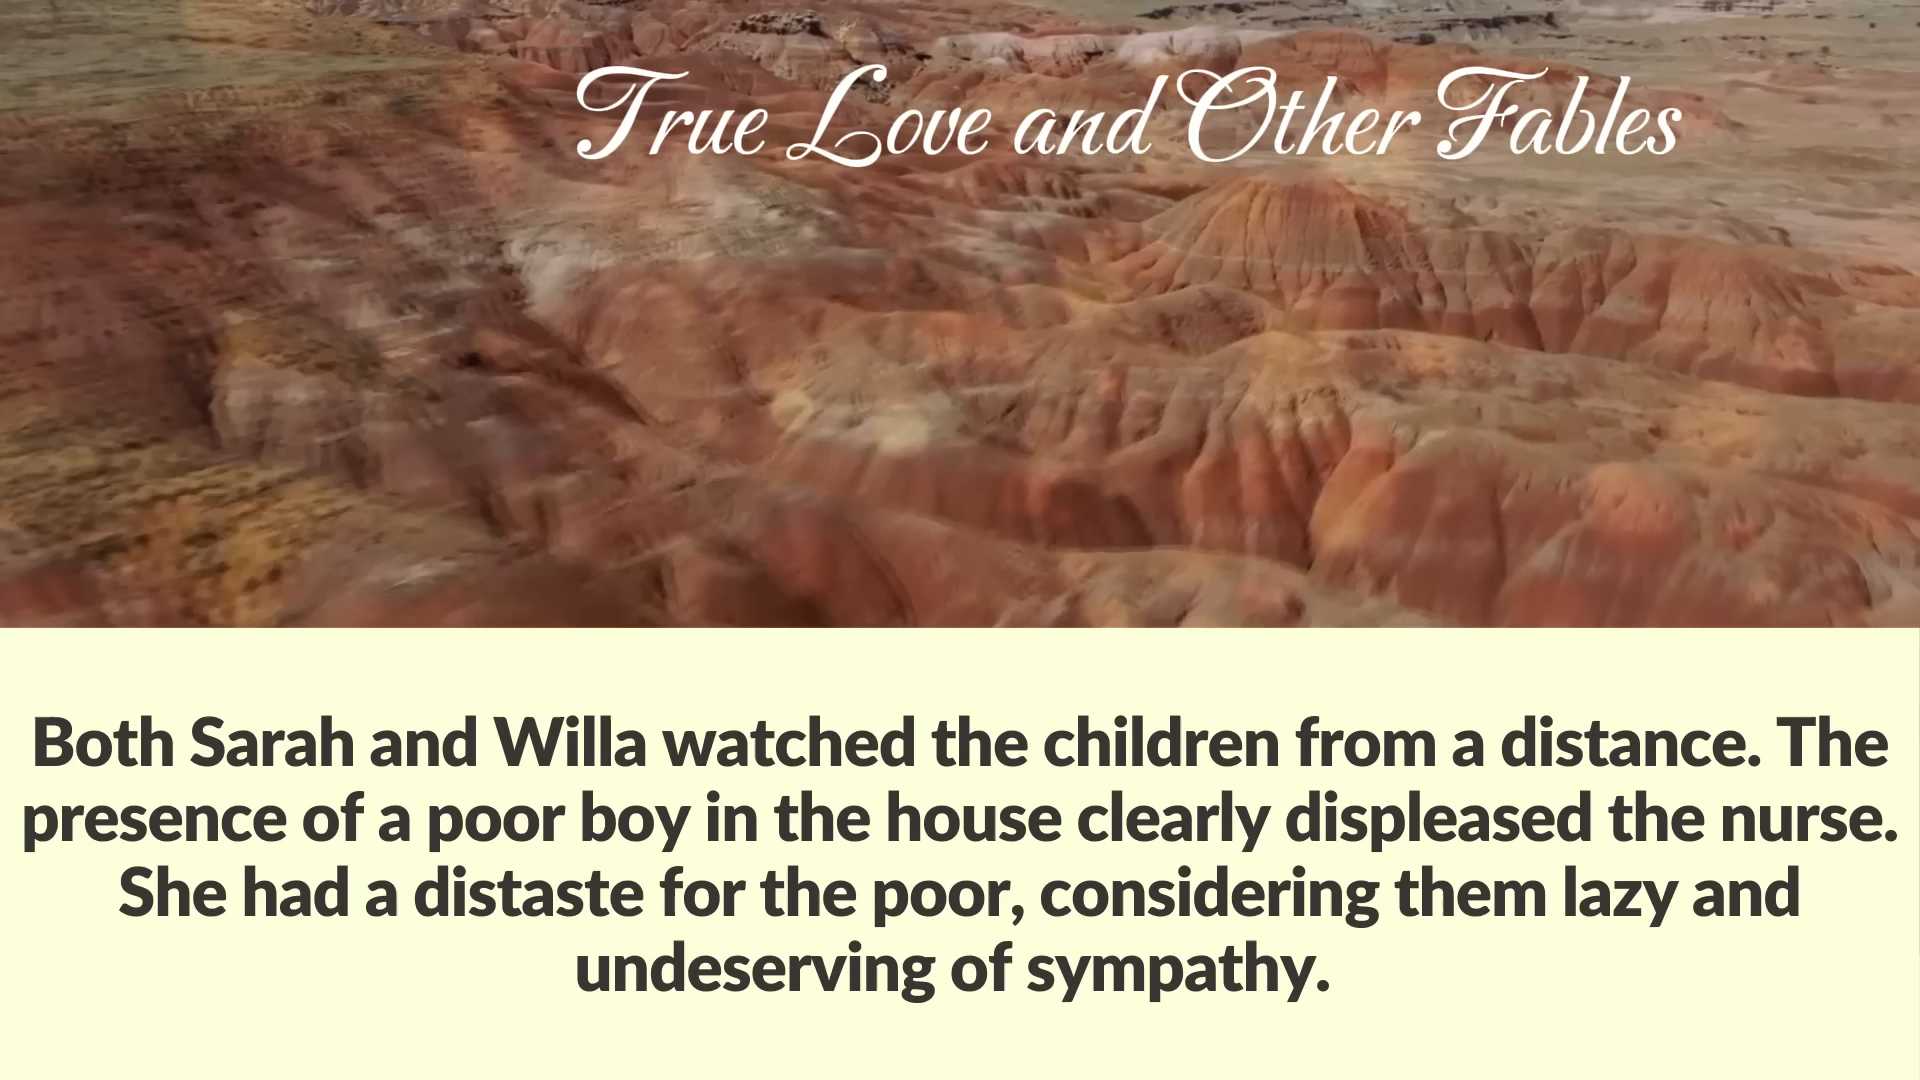 True Love and Other Fables
Both Sarah and Willa watched the children from a distance. The
presence of a poor boy in the house clearly displeased the nurse.
She had a distaste for the poor, considering them lazy and
undeserving of sympathy.